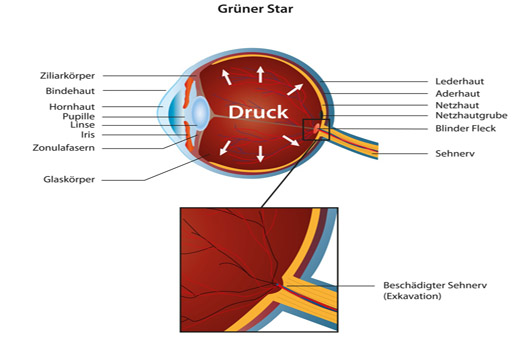 Grüner Star
Ziliarkörper
Bindehaut
Hornhaut
Pupille
Linse
Iris
Zonulafasern
Glaskörper
Druck
Lederhaut
Aderhaut
Netzhaut
Netzhautgrube
Blinder Fleck
Sehnerv
Beschädigter Sehnerv
(Exkavation)